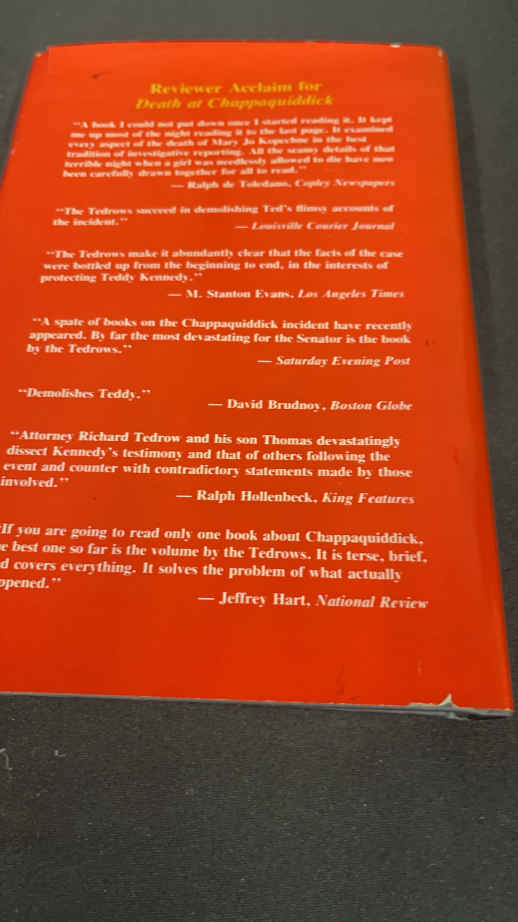 Reviewer Acclaim for
Death at Chappaquiddick
“A book I could not put down once I started reading it. It kept
me up most of the night reading it to the last page. It examined
every aspect of the death of Mary Jo Kopechne in the best
tradition of investigative reporting. All the seamy details of that
terrible night when a girl was needlessly allowed to die have now
been carefully drawn together for all to read.”
— Ralph de Toledano, Copley Newspapers
“The Tedrows succeed in demolishing Ted’s flimsy accounts of
the incident.”
— Louisville Courier Journal
“The Tedrows make it abundantly clear that the facts of the case
were bottled up from the beginning to end, in the interests of
protecting Teddy Kennedy.”
— M. Stanton Evans, Los Angeles Times
“A spate of books on the Chappaquiddick incident have recently
appeared. By far the most devastating for the Senator is the book
by the Tedrows.”
— Saturday Evening Post
“Demolishes Teddy.”
— David Brudnoy, Boston Globe
“Attorney Richard Tedrow and his son Thomas devastatingly
dissect Kennedy’s testimony and that of others following the
event and counter with contradictory statements made by those
involved.”
— Ralph Hollenbeck, King Features
If you are going to read only one book about Chappaquiddick,
e best one so far is the volume by the Tedrows. It is terse, brief,
d covers everything. It solves the problem of what actually
ppened.”
— Jeffrey Hart, National Review